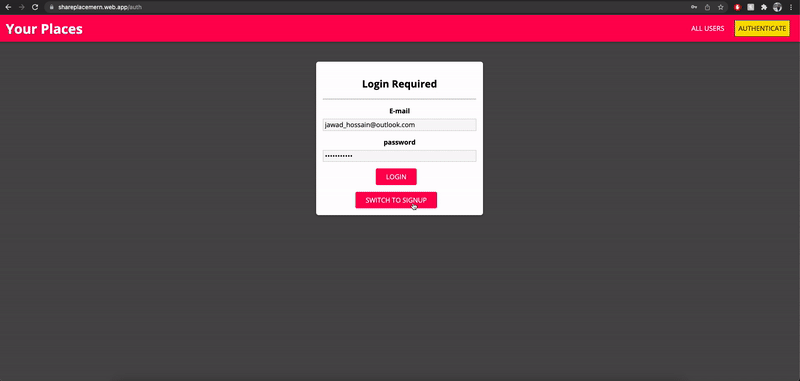 shareplacemern.web.app/auth
Your Places
ALL USERS
AUTHENTICATE
Login Required
E-mail
jawad_hossain@outlook.com
password
•••••••••••
LOGIN
SWITCH TO SIGNUP